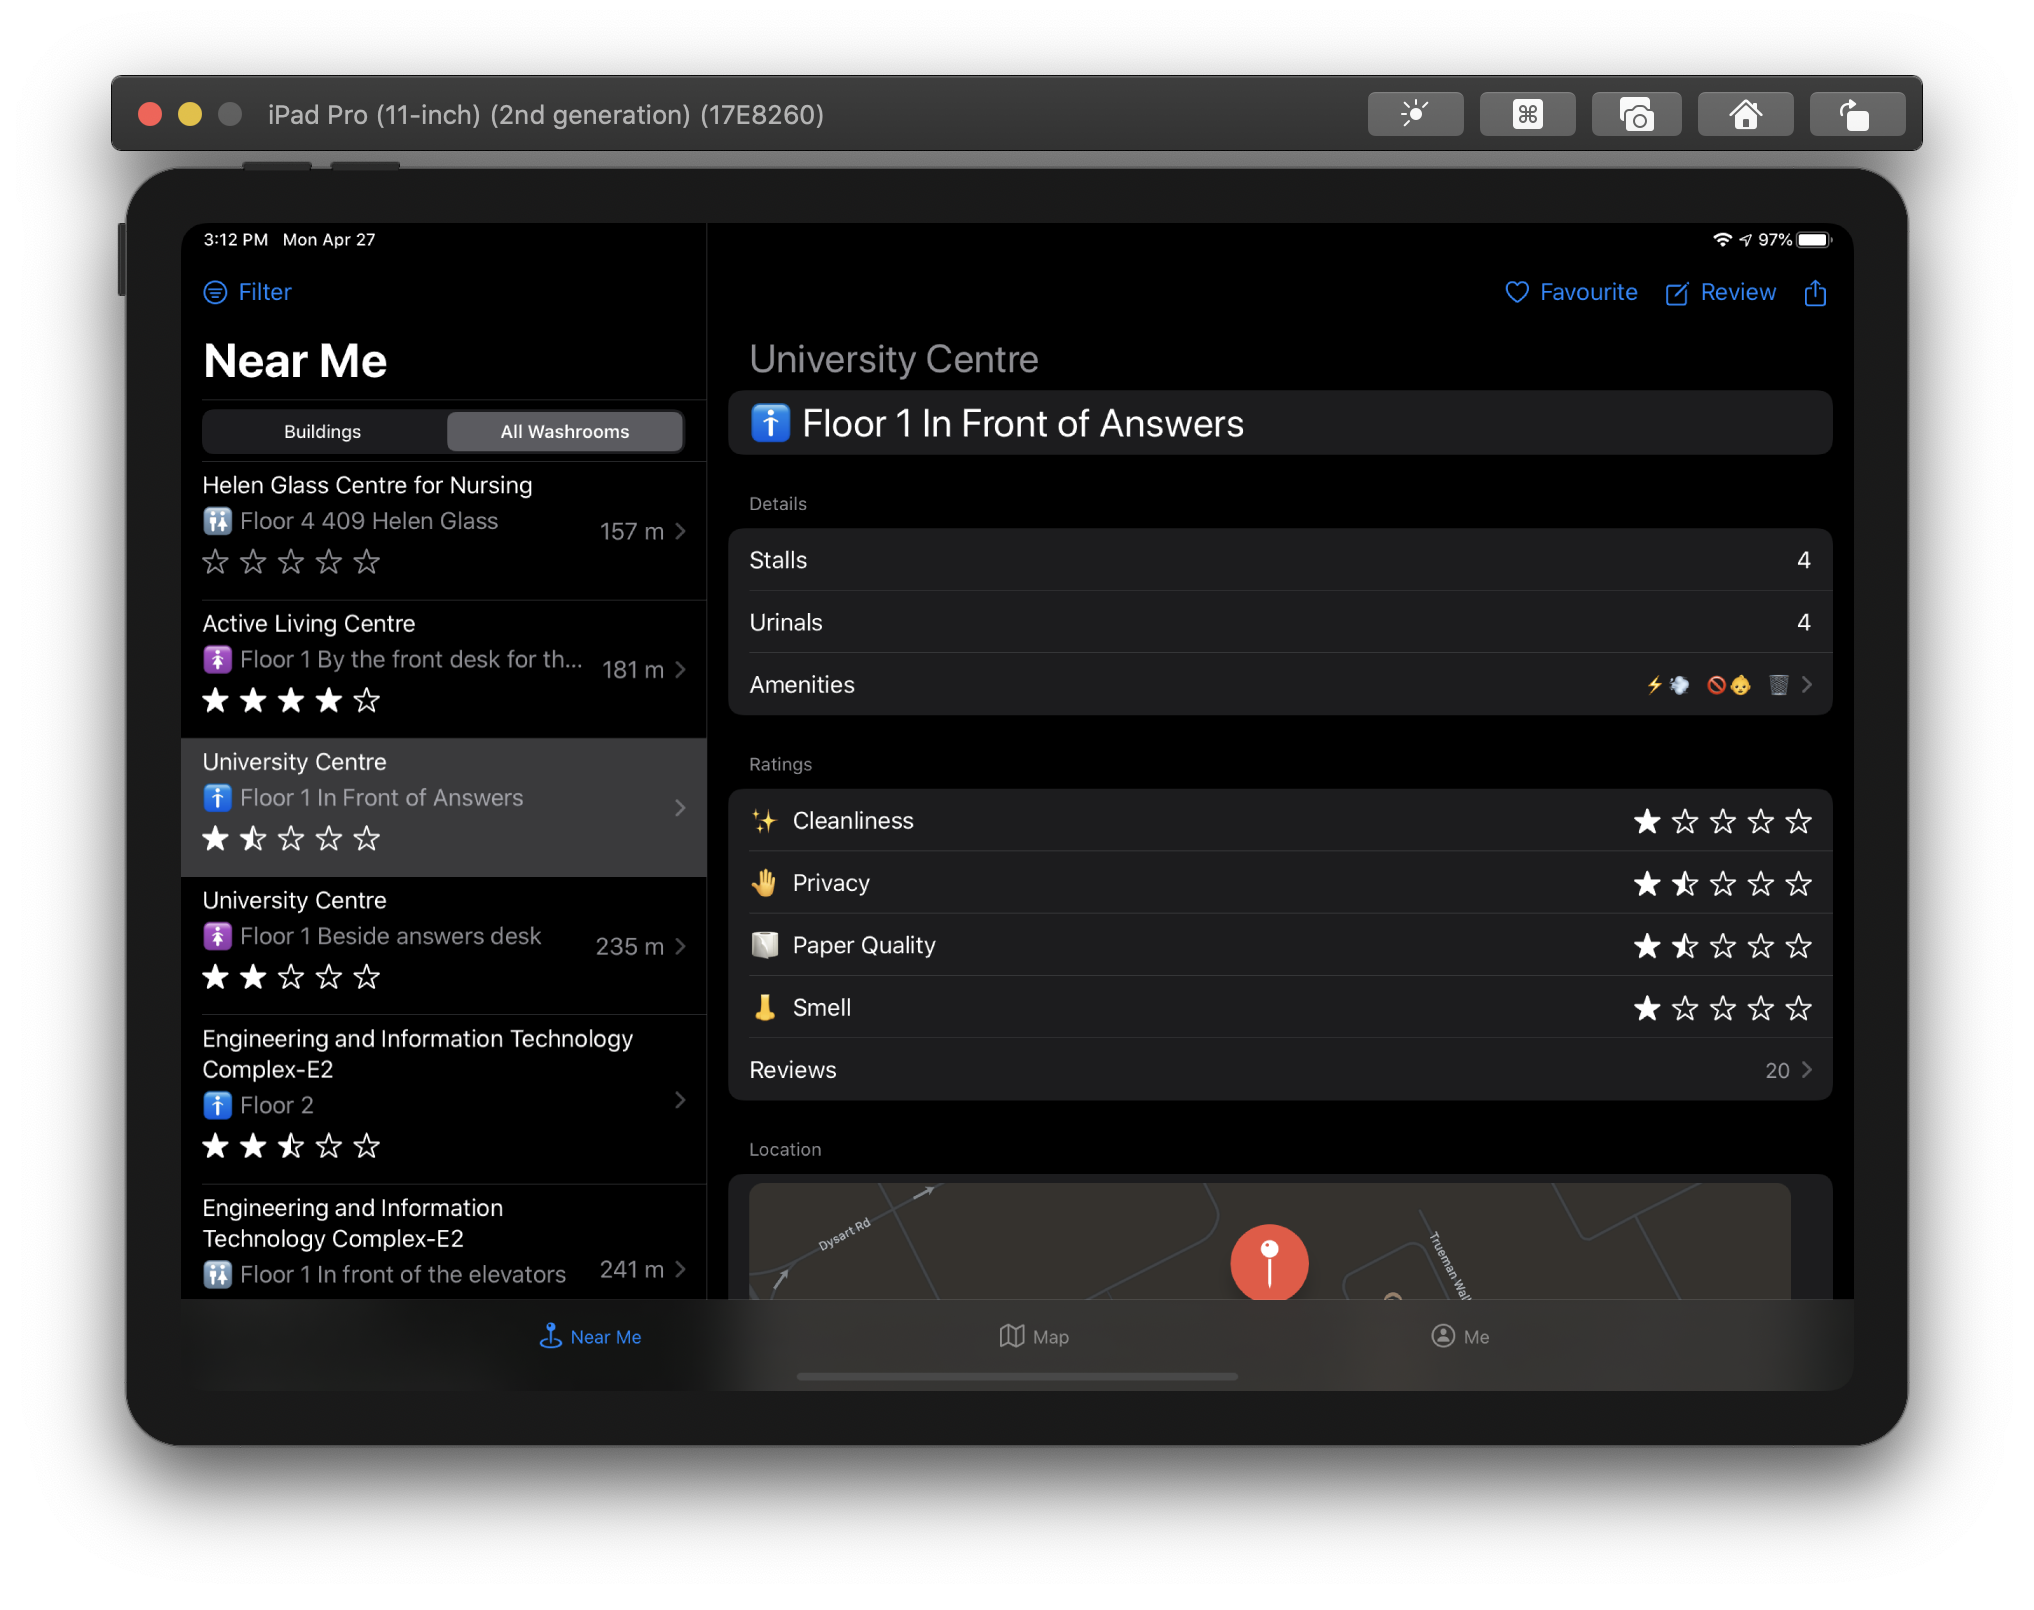 iPad Pro (11-inch) (2nd generation) (17E8260)
3:12 PM Mon Apr 27
97%
Filter
Favourite
Review
Near Me
Buildings
All Washrooms
Helen Glass Centre for Nursing
Floor 4 409 Helen Glass
157 m
Active Living Centre
Floor 1 By the front desk for th...
181 m
University Centre
Floor 1 In Front of Answers
University Centre
Floor 1 Beside answers desk
235 m
Engineering and Information Technology
Complex-E2
Floor 2
Engineering and Information
Technology Complex-E2
Floor 1 In front of the elevators
241 m
University Centre
Floor 1 In Front of Answers
Details
Stalls 4
Urinals 4
Amenities
Ratings
Cleanliness
Privacy
Paper Quality
Smell
Reviews 20
Location
Dysart Rd
Trueman Wal
Near Me
Map
Me